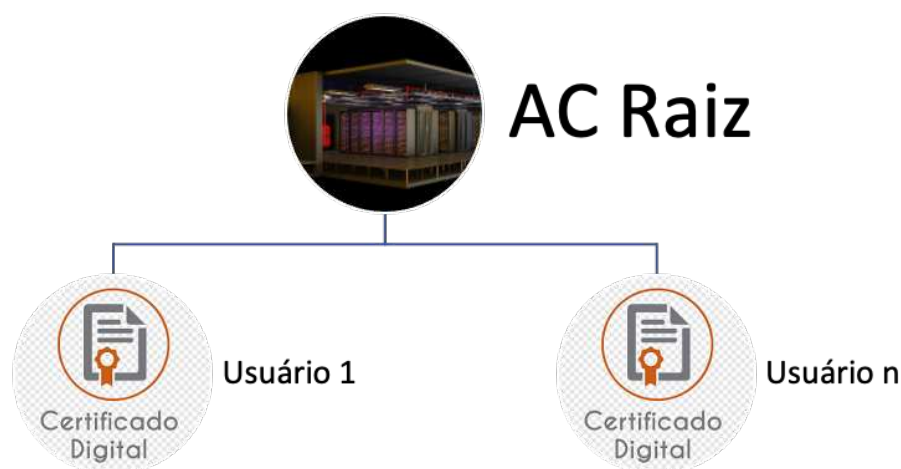 AC Raiz
Certificado
Digital
Usuário 1
Certificado
Digital
Usuário n